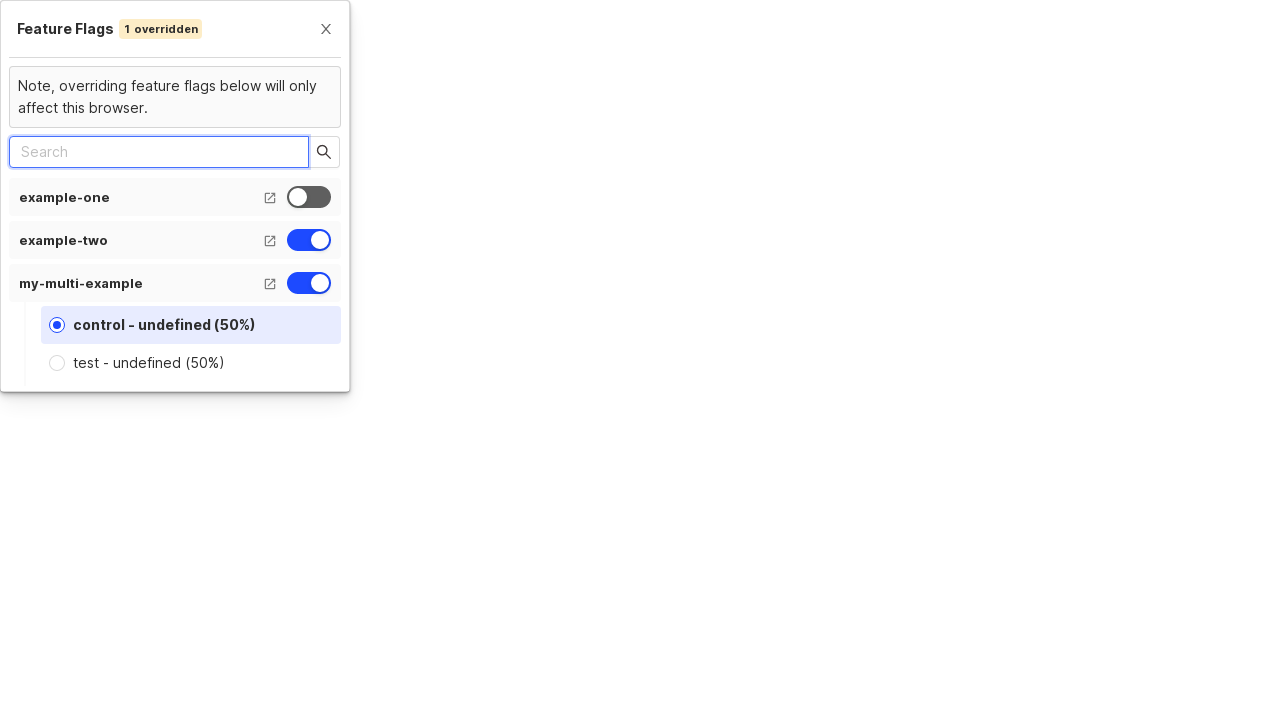 Feature Flags 1 overridden
Note, overriding feature flags below will only
affect this browser.
Search
example-one
example-two
my-multi-example
control - undefined (50%)
test - undefined (50%)